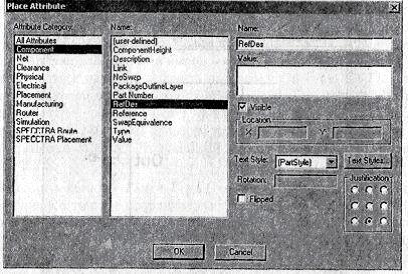 Place Attribute
Attribute Category:
All Attributes
Component
Net
Clearance
Physical
Electrical
Placement
Manufacturing
Router
Simulation
SPECCTRA Route
SPECCTRA Placement
Name:
(user-defined)
ComponentHeight
Description
Link
NoSwap
PackageOutlineLayer
Part Number
RefDes
Reference
SwapEquivalence
Type
Value
Name:
RefDes
Value:
Visible
Location
X:
Y:
Text Style:
(PartStyle)
Text Styles...
Rotation:
Flipped
Justification
OK
Cancel